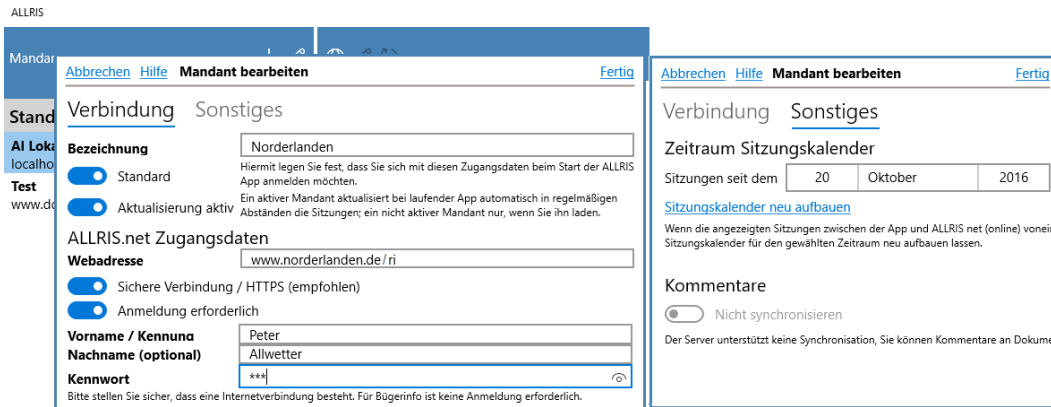 ALLRIS
Mandan
Stand
AI Loka
localho
Test
www.do
Abbrechen Hilfe Mandant bearbeiten Fertig
Verbindung Sonstiges
Bezeichnung Norderlanden
Standard
Hiermit legen Sie fest, dass Sie sich mit diesen Zugangsdaten beim Start der ALLRIS
App anmelden möchten.
Aktualisierung aktiv
Ein aktiver Mandant aktualisiert bei laufender App automatisch in regelmäßigen
Abständen die Sitzungen; ein nicht aktiver Mandant nur, wenn Sie ihn laden.
ALLRIS.net Zugangsdaten
Webadresse www.norderlanden.de/ri
Sichere Verbindung / HTTPS (empfohlen)
Anmeldung erforderlich
Vorname / Kennung Peter
Nachname (optional) Allwetter
Kennwort ***
Bitte stellen Sie sicher, dass eine Internetverbindung besteht. Für Bügerinfo ist keine Anmeldung erforderlich.
Abbrechen Hilfe Mandant bearbeiten Fertig
Verbindung Sonstiges
Zeitraum Sitzungskalender
Sitzungen seit dem 20 Oktober 2016
Sitzungskalender neu aufbauen
Wenn die angezeigten Sitzungen zwischen der App und ALLRIS net (online) vonein
Sitzungskalender für den gewählten Zeitraum neu aufbauen lassen.
Kommentare
Nicht synchronisieren
Der Server unterstützt keine Synchronisation, Sie können Kommentare an Dokume